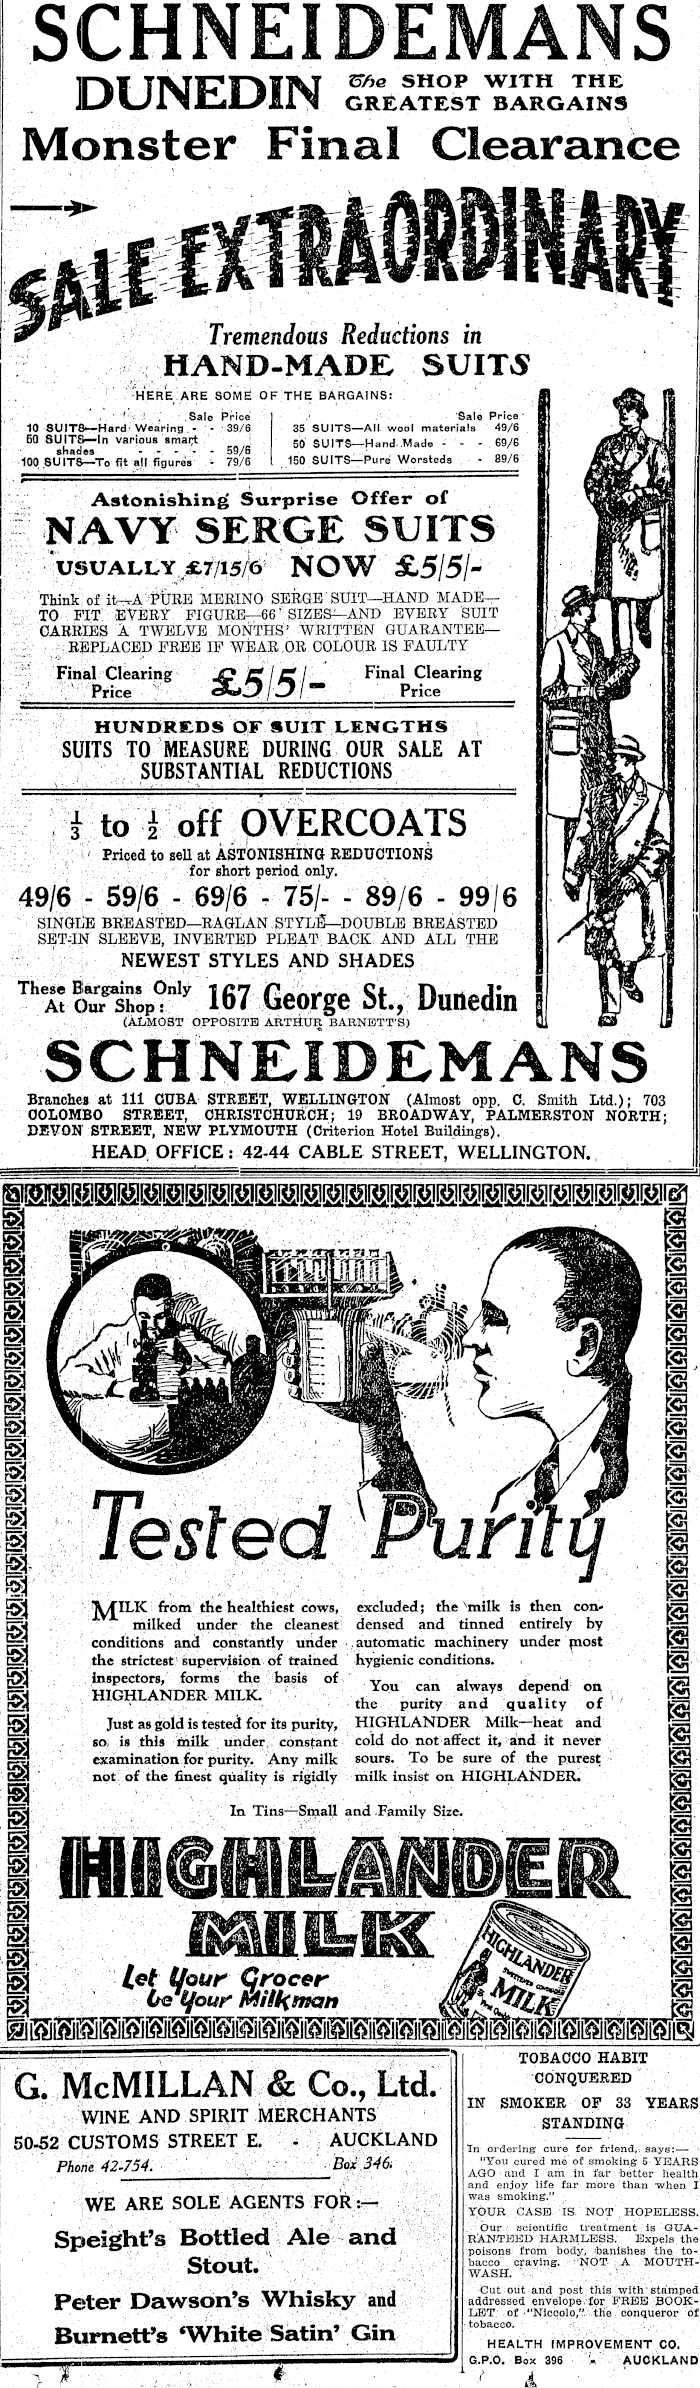 SCHNEIDEMANS
DUNEDIN The SHOP WITH THE
GREATEST BARGAINS
Monster Final Clearance
SALE EXTRAORDINARY
Tremendous Reductions in
HAND-MADE SUITS
HERE ARE SOME OF THE BARGAINS:
Sale Price
10 SUITS—Hard Wearing - - 39/6
50 SUITS—In various smart
shades - - - - - 59/6
100 SUITS—To fit all figures - 79/6
Sale Price
35 SUITS—All wool materials 49/6
50 SUITS—Hand Made - - - 69/6
150 SUITS—Pure Worsteds - 89/6
Astonishing Surprise Offer of
NAVY SERGE SUITS
USUALLY £7/15/6 NOW £5/5/-
Think of it—A PURE MERINO SERGE SUIT—HAND MADE—
TO FIT EVERY FIGURE—66 SIZES—AND EVERY SUIT
CARRIES A TWELVE MONTHS' WRITTEN GUARANTEE—
REPLACED FREE IF WEAR OR COLOUR IS FAULTY
Final Clearing
Price
£5/5/-
Final Clearing
Price
HUNDREDS OF SUIT LENGTHS
SUITS TO MEASURE DURING OUR SALE AT
SUBSTANTIAL REDUCTIONS
1/3 to 1/2 off OVERCOATS
Priced to sell at ASTONISHING REDUCTIONS
for short period only.
49/6 - 59/6 - 69/6 - 75/- - 89/6 - 99/6
SINGLE BREASTED—RAGLAN STYLE—DOUBLE BREASTED
SET-IN SLEEVE, INVERTED PLEAT BACK AND ALL THE
NEWEST STYLES AND SHADES
These Bargains Only
At Our Shop:
167 George St., Dunedin
(ALMOST OPPOSITE ARTHUR BARNETT'S)
SCHNEIDEMANS
Branches at 111 CUBA STREET, WELLINGTON (Almost opp. C. Smith Ltd.); 703
COLOMBO STREET, CHRISTCHURCH; 19 BROADWAY, PALMERSTON NORTH;
DEVON STREET, NEW PLYMOUTH (Criterion Hotel Buildings).
HEAD OFFICE: 42-44 CABLE STREET, WELLINGTON.
Tested Purity
MILK from the healthiest cows,
milked under the cleanest
conditions and constantly under
the strictest supervision of trained
inspectors, forms the basis of
HIGHLANDER MILK.
Just as gold is tested for its purity,
so is this milk under constant
examination for purity. Any milk
not of the finest quality is rigidly
excluded; the milk is then con-
densed and tinned entirely by
automatic machinery under most
hygienic conditions.
You can always depend on
the purity and quality of
HIGHLANDER Milk—heat and
cold do not affect it, and it never
sours. To be sure of the purest
milk insist on HIGHLANDER.
In Tins—Small and Family Size.
HIGHLANDER
MILK
Let Your Grocer
be Your Milkman
HIGHLANDER
MILK
G. McMILLAN & Co., Ltd.
WINE AND SPIRIT MERCHANTS
50-52 CUSTOMS STREET E. - AUCKLAND
Phone 42-754. Box 346.
WE ARE SOLE AGENTS FOR:—
Speight's Bottled Ale and
Stout.
Peter Dawson's Whisky and
Burnett's 'White Satin' Gin
TOBACCO HABIT
CONQUERED
IN SMOKER OF 33 YEARS
STANDING
In ordering cure for friend, says:—
"You cured me of smoking 5 YEARS
AGO and I am in far better health
and enjoy life far more than when I
was smoking."
YOUR CASE IS NOT HOPELESS.
Our scientific treatment is GUA-
RANTEED HARMLESS. Expels the
poisons from body, banishes the to-
bacco craving. NOT A MOUTH-
WASH.
Cut out and post this with stamped
addressed envelope for FREE BOOK-
LET of "Niccolo," the conqueror of
tobacco.
HEALTH IMPROVEMENT CO.
G.P.O. Box 396 - AUCKLAND